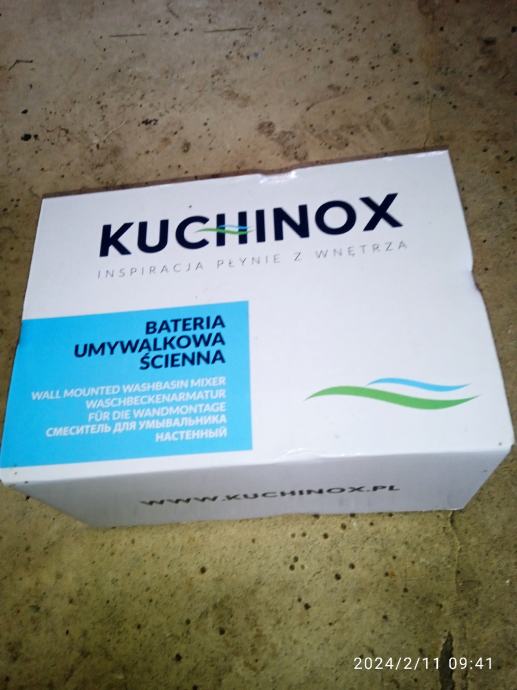 KUCHINOX
INSPIRACJA PŁYNIE Z WNĘTRZA
BATERIA
UMYWALKOWA
ŚCIENNA
WALL MOUNTED WASHBASIN MIXER
WASCHBECKENARMATUR
FÜR DIE WANDMONTAGE
СМЕСИТЕЛЬ ДЛЯ УМЫВАЛЬНИКА
НАСТЕННЫЙ
WWW.KUCHINOX.PL
2024/2/11 09:41